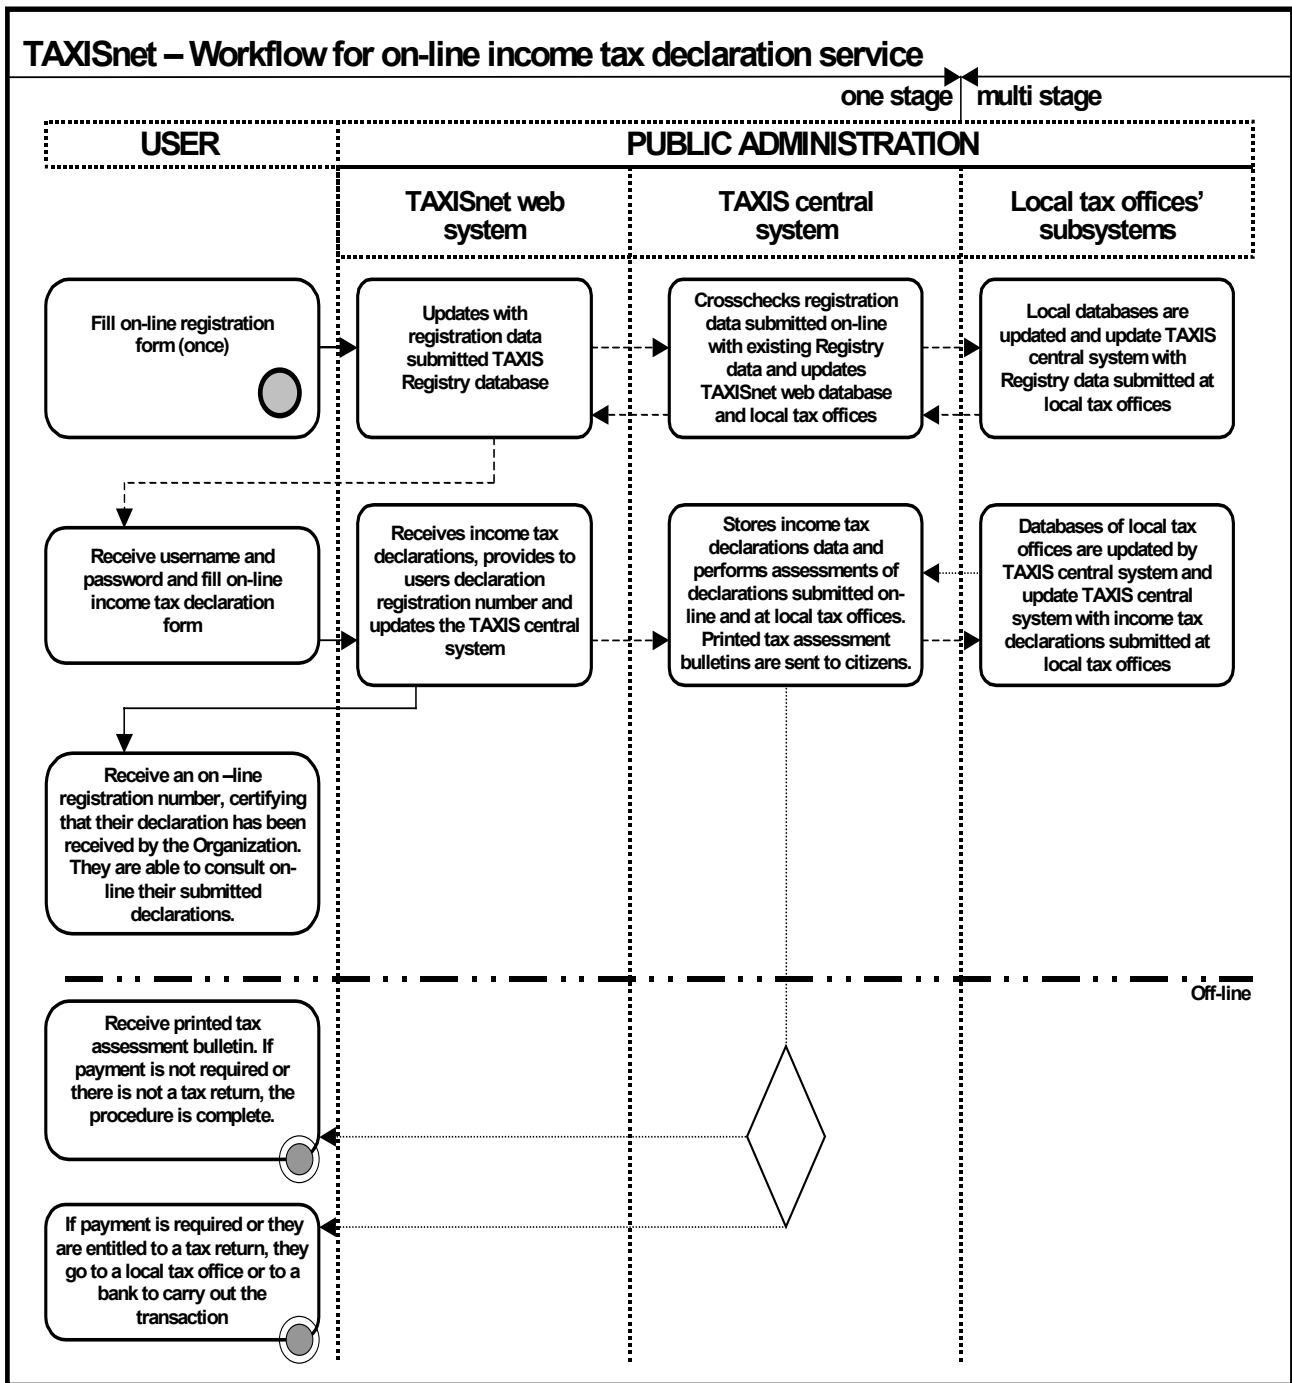 TAXISnet – Workflow for on-line income tax declaration service
one stage multi stage
USER
PUBLIC ADMINISTRATION
TAXISnet web
system
TAXIS central
system
Local tax offices’
subsystems
Fill on-line registration
form (once)
Updates with
registration data
submitted TAXIS
Registry database
Crosschecks registration
data submitted on-line
with existing Registry
data and updates
TAXISnet web database
and local tax offices
Local databases are
updated and update TAXIS
central system with
Registry data submitted at
local tax offices
Receive username and
password and fill on-line
income tax declaration
form
Receives income tax
declarations, provides to
users declaration
registration number and
updates the TAXIS central
system
Stores income tax
declarations data and
performs assessments of
declarations submitted on-
line and at local tax offices.
Printed tax assessment
bulletins are sent to citizens.
Databases of local tax
offices are updated by
TAXIS central system and
update TAXIS central
system with income tax
declarations submitted at
local tax offices
Receive an on –line
registration number, certifying
that their declaration has been
received by the Organization.
They are able to consult on-
line their submitted
declarations.
Off-line
Receive printed tax
assessment bulletin. If
payment is not required or
there is not a tax return, the
procedure is complete.
If payment is required or they
are entitled to a tax return, they
go to a local tax office or to a
bank to carry out the
transaction